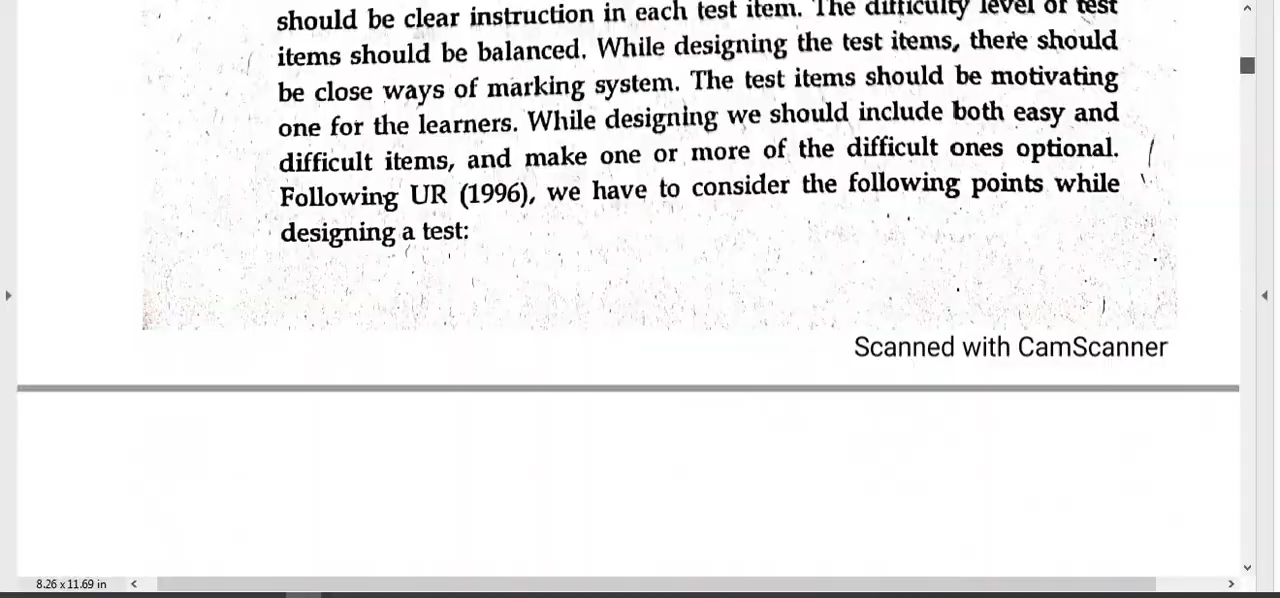 should be clear instruction in each test item. The difficulty level of test
items should be balanced. While designing the test items, there should
be close ways of marking system. The test items should be motivating
one for the learners. While designing we should include both easy and
difficult items, and make one or more of the difficult ones optional.
Following UR (1996), we have to consider the following points while
designing a test:
Scanned with CamScanner
8.26 x 11.69 in